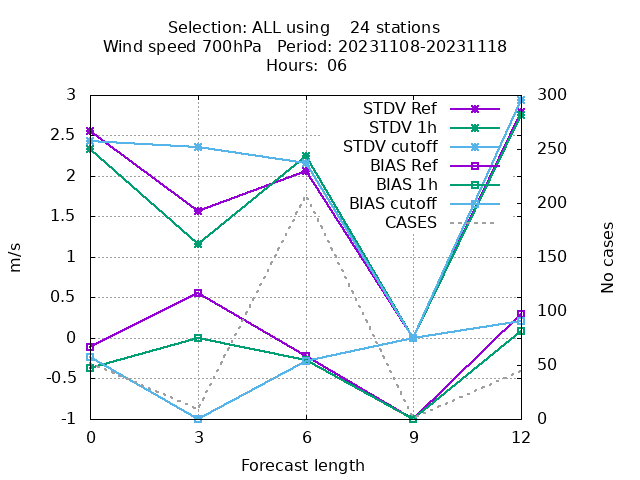 Selection: ALL using    24 stations
Wind speed 700hPa   Period: 20231108-20231118
Hours:  06
3
2.5
2
1.5
1
0.5
0
-0.5
-1
m/s
STDV Ref
STDV 1h
STDV cutoff
BIAS Ref
BIAS 1h
BIAS cutoff
CASES
300
250
200
150
100
50
0
No cases
0 3 6 9 12
Forecast length